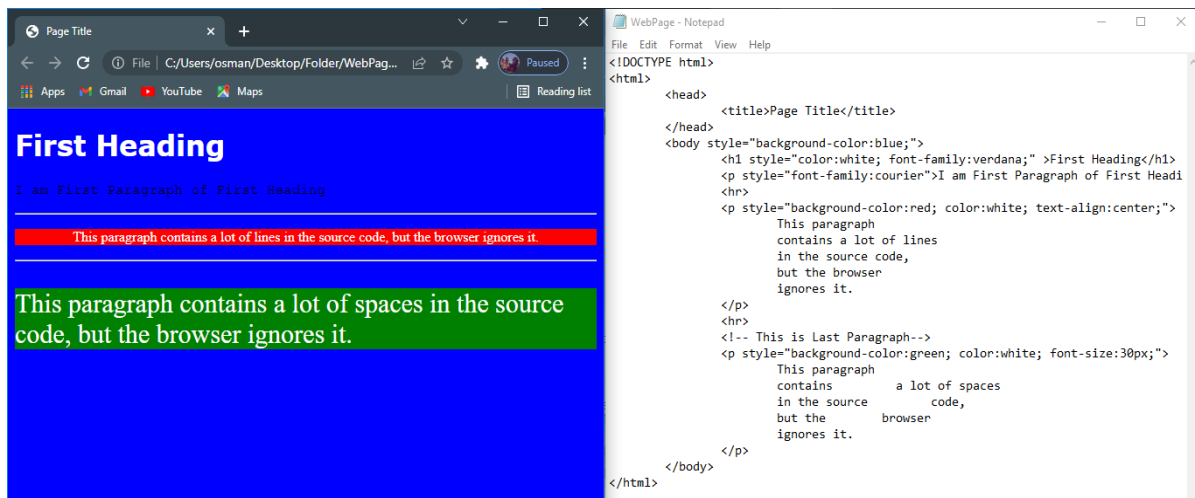 Page Title
File C:/Users/osman/Desktop/Folder/WebPag... Paused
Apps Gmail YouTube Maps Reading list
First Heading
I am First Paragraph of First Heading
This paragraph contains a lot of lines in the source code, but the browser ignores it.
This paragraph contains a lot of spaces in the source
code, but the browser ignores it.
WebPage - Notepad
File Edit Format View Help
<!DOCTYPE html>
<html>
<head>
<title>Page Title</title>
</head>
<body style="background-color:blue;">
<h1 style="color:white; font-family:verdana;" >First Heading</h1>
<p style="font-family:courier">I am First Paragraph of First Headi
<hr>
<p style="background-color:red; color:white; text-align:center;">
This paragraph
contains a lot of lines
in the source code,
but the browser
ignores it.
</p>
<hr>
<!-- This is Last Paragraph-->
<p style="background-color:green; color:white; font-size:30px;">
This paragraph
contains         a lot of spaces
in the source         code,
but the        browser
ignores it.
</p>
</body>
</html>